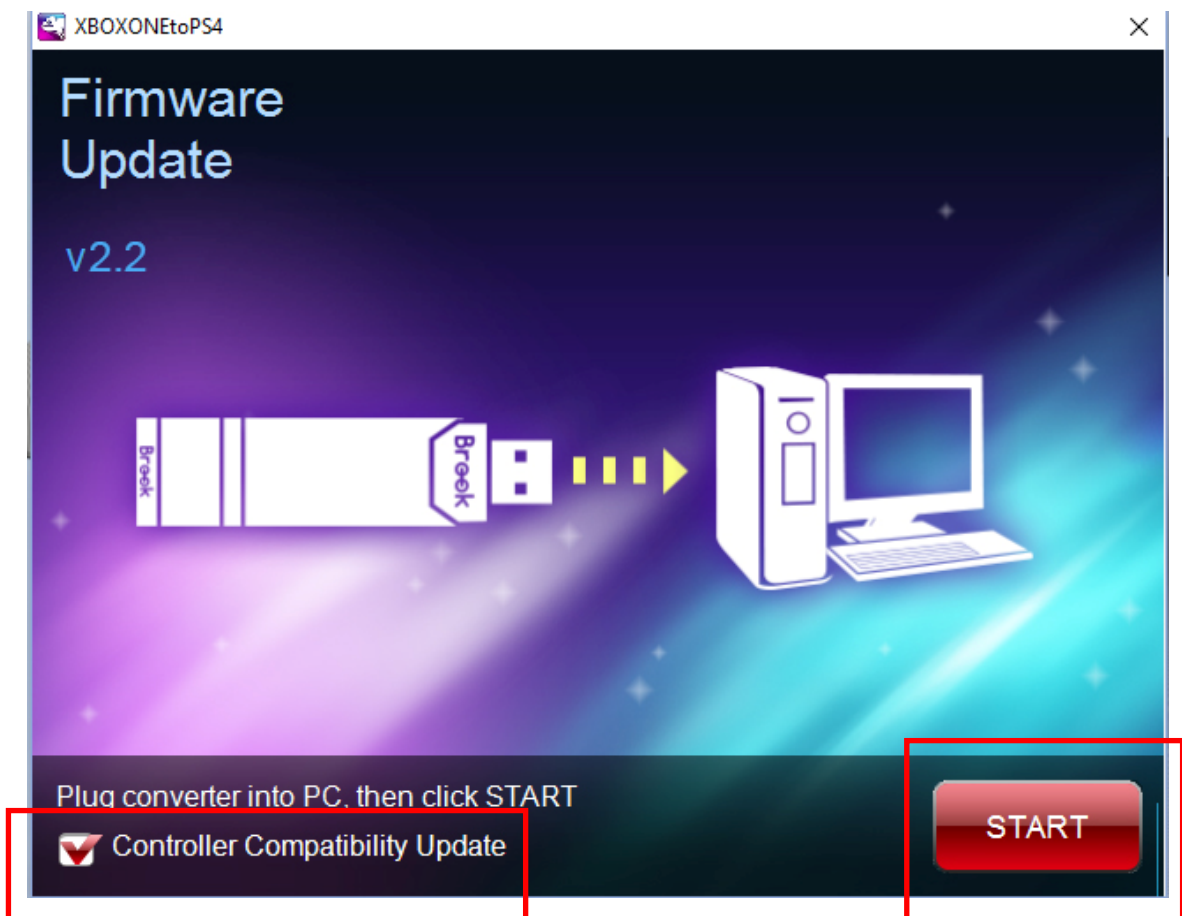 XBOXONEtoPS4
Firmware
Update
v2.2
Brook
Brook
Plug converter into PC, then click START
Controller Compatibility Update
START